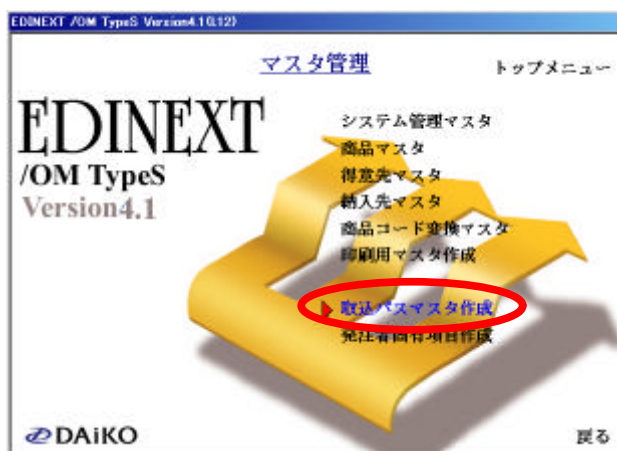 EDINEXT /OM TypeS Version4.1(0.12)
マスタ管理
トップメニュー
EDINEXT
/OM TypeS
Version4.1
システム管理マスタ
商品マスタ
得意先マスタ
納入先マスタ
商品コード変換マスタ
印刷用マスタ作成
取込パスマスタ作成
発注者固有項目作成
DAiKO
戻る